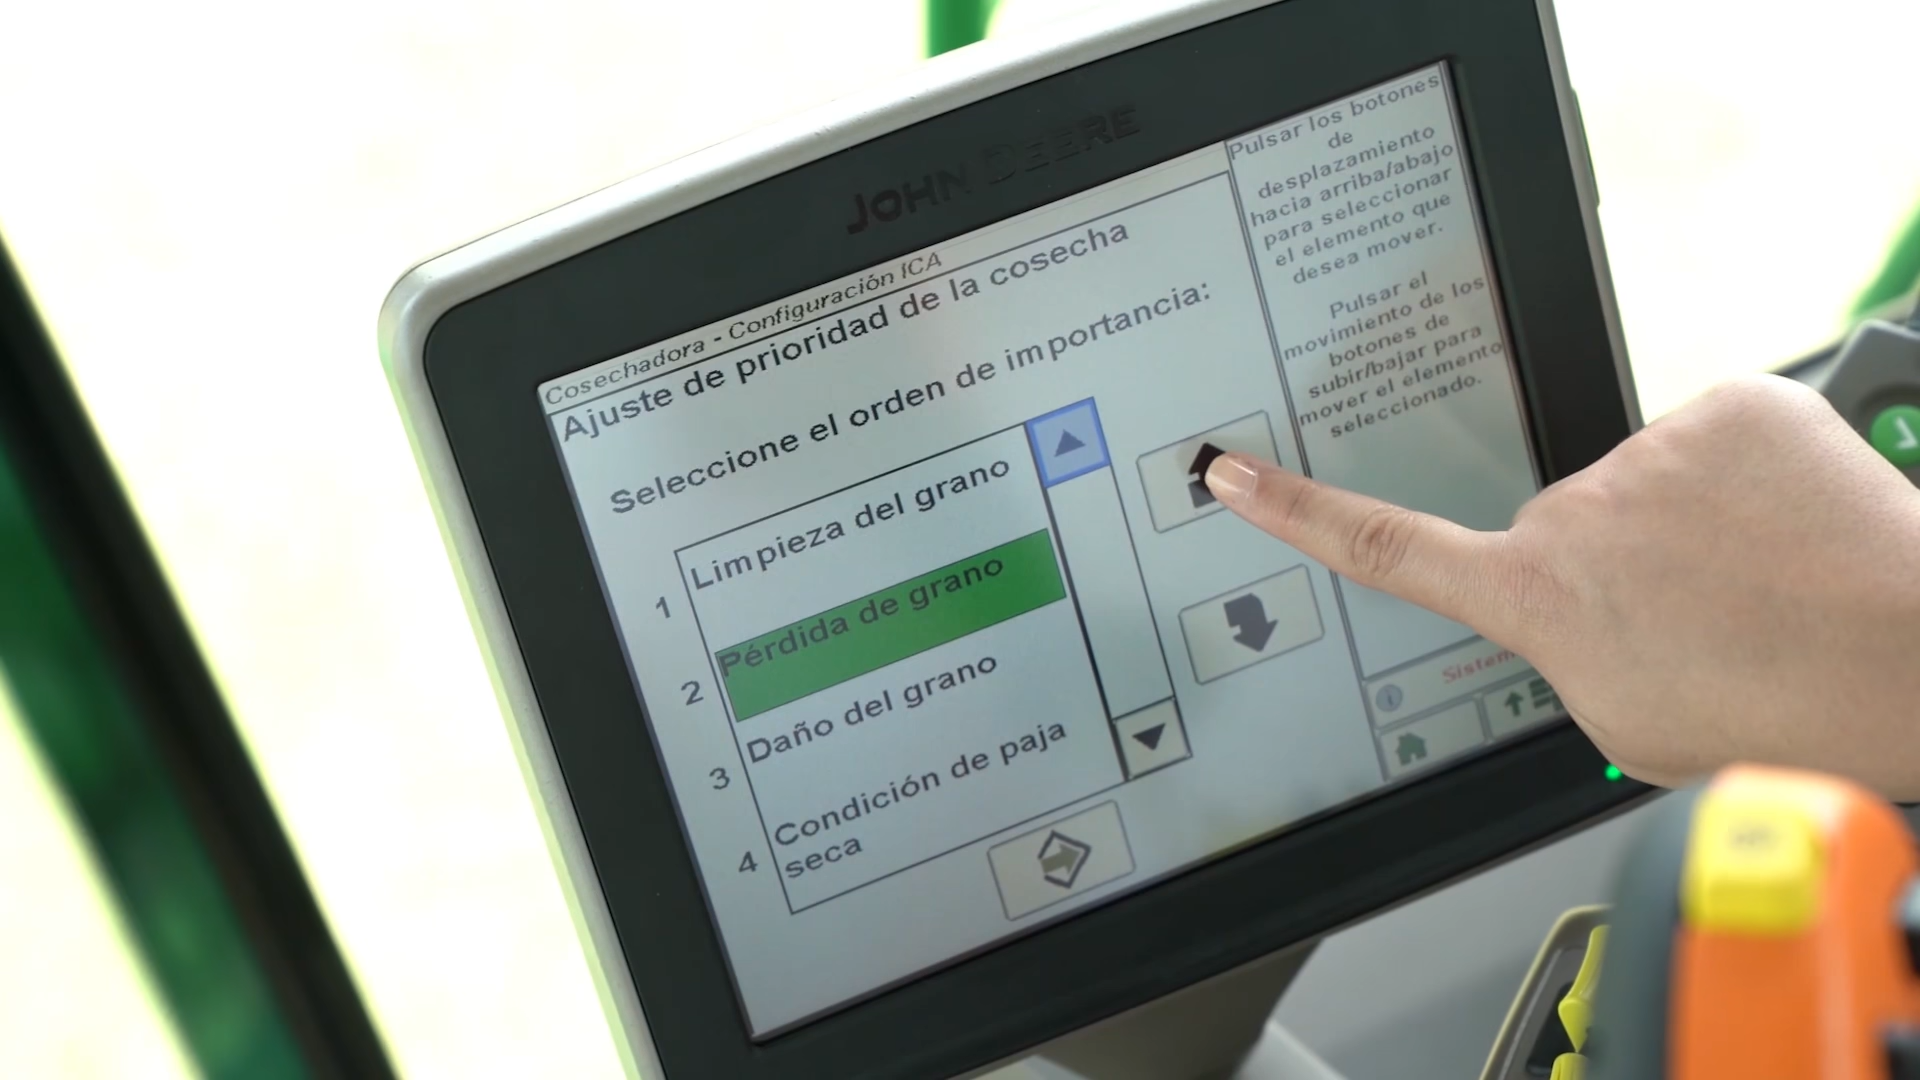 JOHN DEERE
Cosechadora - Configuración ICA
Ajuste de prioridad de la cosecha
Seleccione el orden de importancia:
1 Limpieza del grano
2 Pérdida de grano
3 Daño del grano
4 Condición de paja
seca
Pulsar los botones
de
desplazamiento
hacia arriba/abajo
para seleccionar
el elemento que
desea mover.
Pulsar el
movimiento de los
botones de
subir/bajar para
mover el elemento
seleccionado.